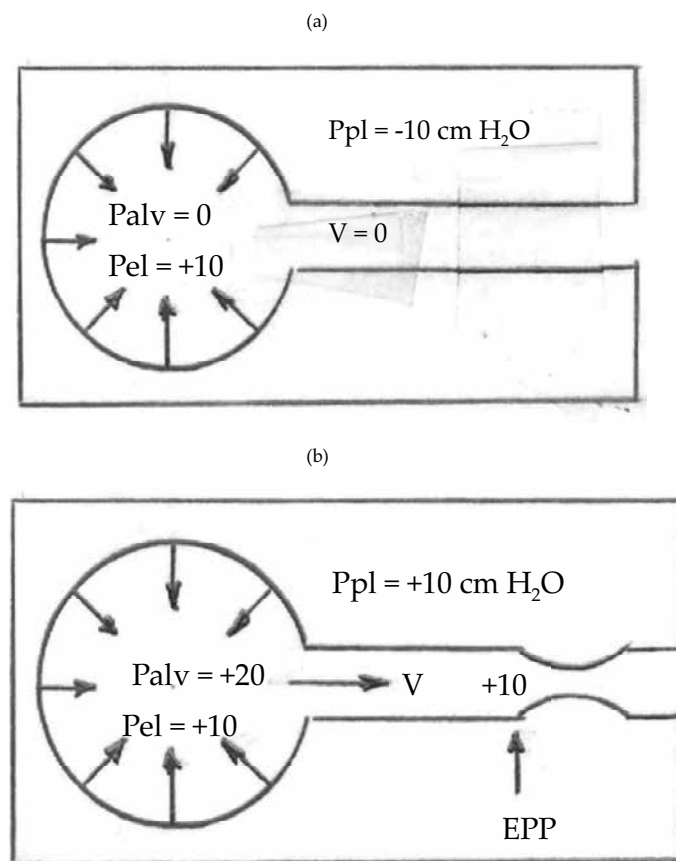 (a)
Ppl = -10 cm H₂O
Palv = 0
V = 0
Pel = +10
(b)
Ppl = +10 cm H₂O
Palv = +20
V +10
Pel = +10
EPP